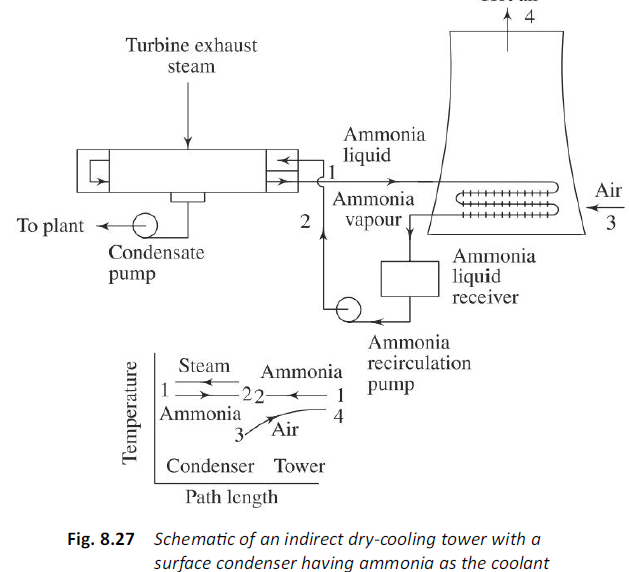 4
Turbine exhaust
steam
Ammonia
liquid
1
Ammonia
vapour
2
Air
3
To plant
Condensate
pump
Ammonia
liquid
receiver
Ammonia
recirculation
pump
Temperature
Steam
Ammonia
1
2 2
1
Ammonia
4
3
Air
Condenser Tower
Path length
Fig. 8.27 Schematic of an indirect dry-cooling tower with a
surface condenser having ammonia as the coolant